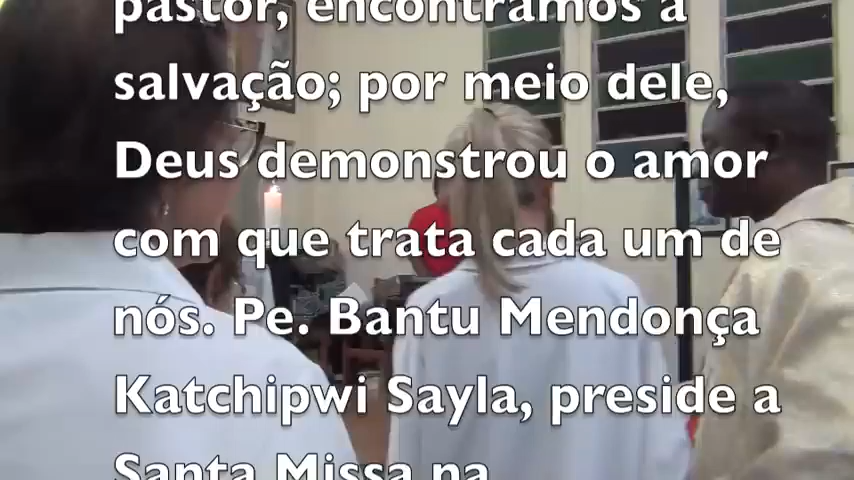 pastor, encontramos a
salvação; por meio dele,
Deus demonstrou o amor
com que trata cada um de
nós. Pe. Bantu Mendonça
Katchipwi Sayla, preside a
Santa Missa na